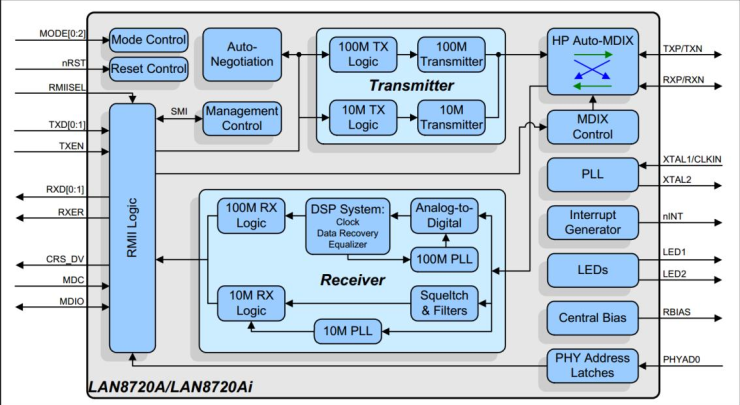 MODE[0:2]
nRST
RMIISEL
TXD[0:1]
TXEN
RXD[0:1]
RXER
CRS_DV
MDC
MDIO
Mode Control
Reset Control
Auto-
Negotiation
SMI
Management
Control
RMII Logic
100M TX
Logic
100M
Transmitter
Transmitter
10M TX
Logic
10M
Transmitter
100M RX
Logic
DSP System:
Clock
Data Recovery
Equalizer
Analog-to-
Digital
100M PLL
Receiver
10M RX
Logic
Squeltch
& Filters
10M PLL
HP Auto-MDIX
MDIX
Control
PLL
Interrupt
Generator
LEDs
Central Bias
PHY Address
Latches
TXP/TXN
RXP/RXN
XTAL1/CLKIN
XTAL2
nINT
LED1
LED2
RBIAS
PHYAD0
LAN8720A/LAN8720Ai